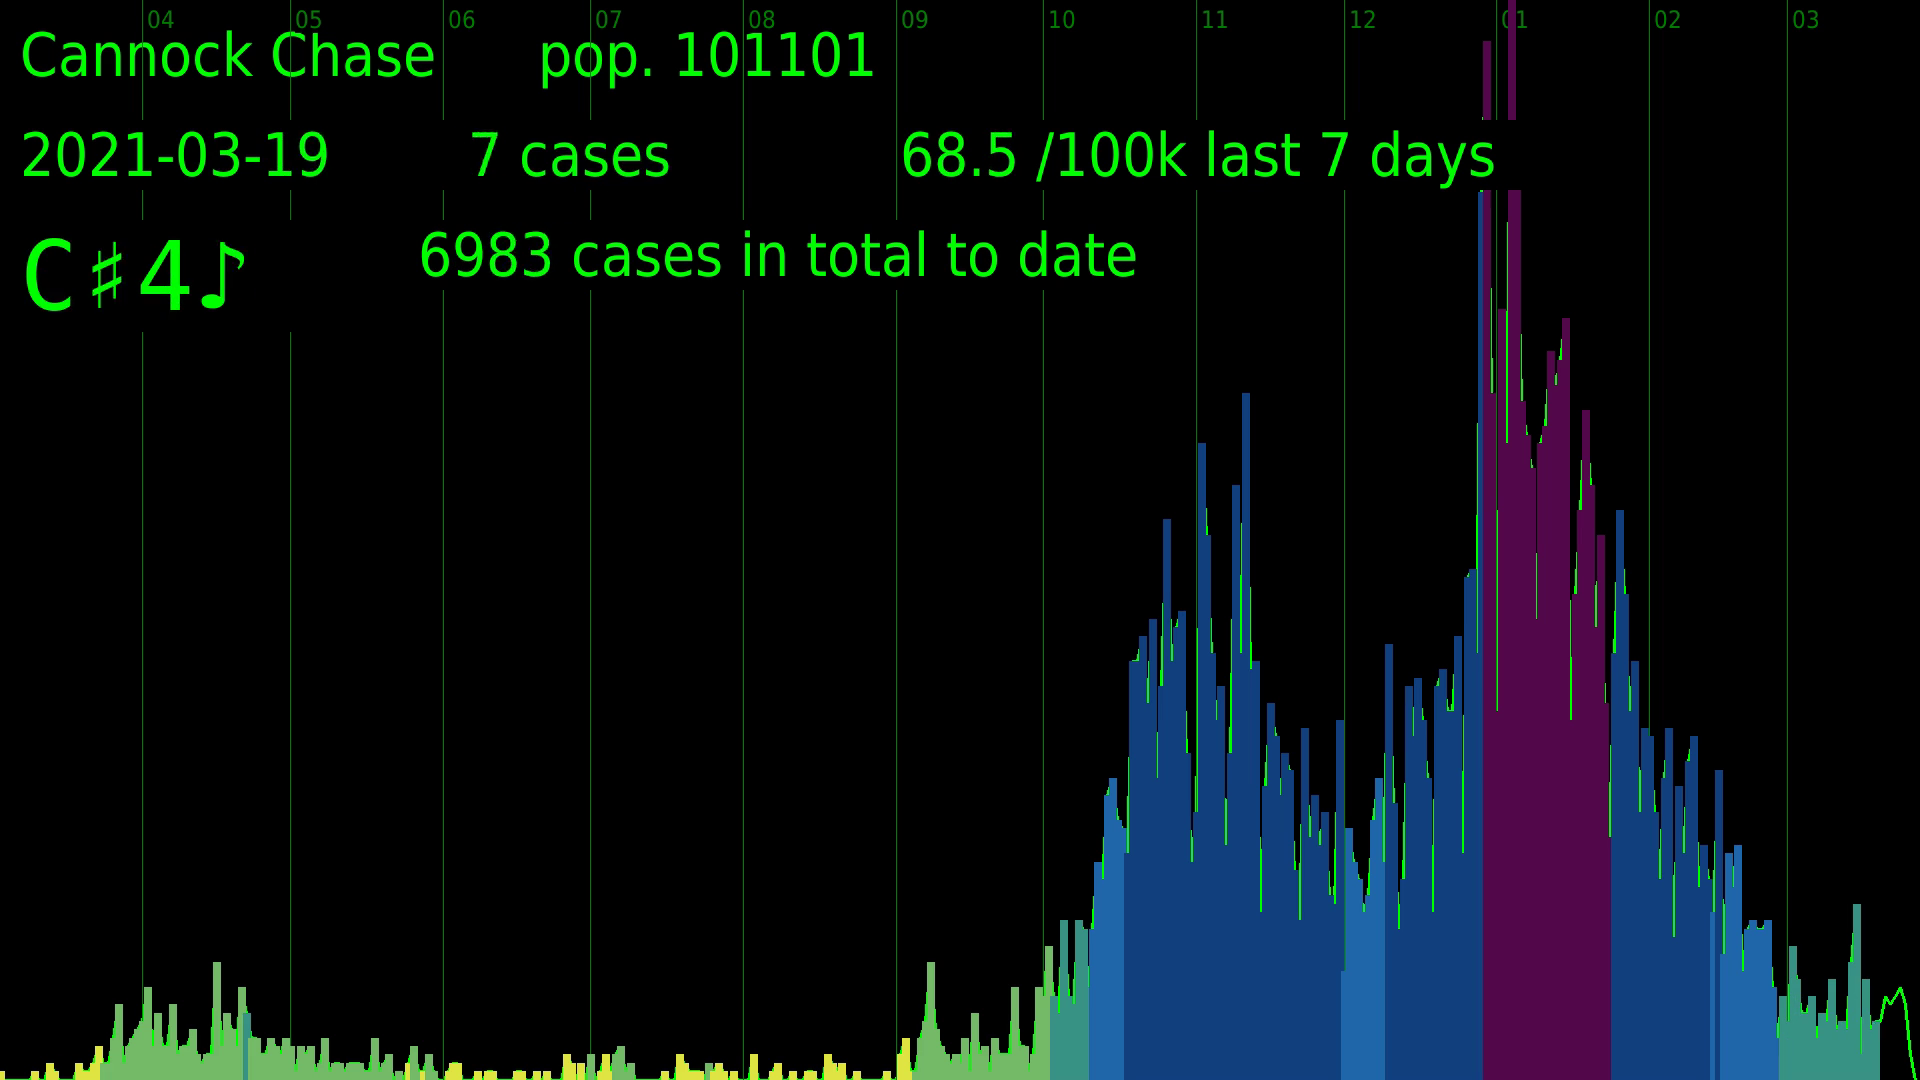 04 05 06 07 08 09 10 11 12 01 02 03
Cannock Chase pop. 101101
2021-03-19 7 cases 68.5 /100k last 7 days
C♯4♪ 6983 cases in total to date